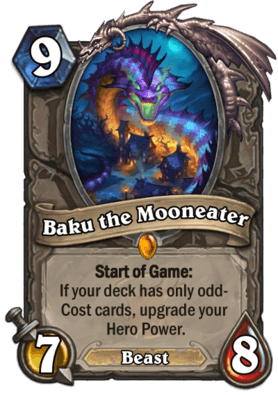 9
Baku the Mooneater
Start of Game:
If your deck has only odd-
Cost cards, upgrade your
Hero Power.
7
Beast
8